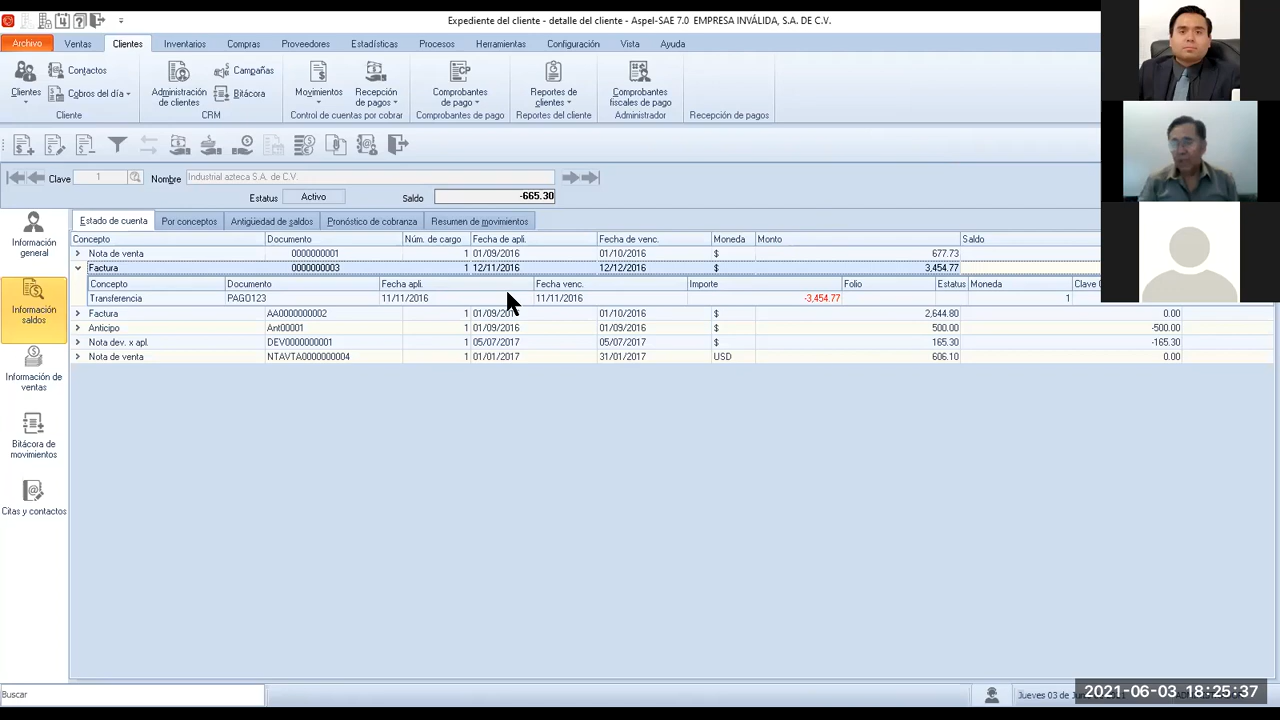 Expediente del cliente - detalle del cliente - Aspel-SAE 7.0 EMPRESA INVÁLIDA, S.A. DE C.V.
Archivo Ventas Clientes Inventarios Compras Proveedores Estadísticas Procesos Herramientas Configuración Vista Ayuda
Clientes Contactos Cobros del día Administración de clientes Campañas Bitácora Movimientos Recepción de pagos Comprobantes de pago Reportes de clientes Comprobantes fiscales de pago
Cliente CRM Control de cuentas por cobrar Comprobantes de pago Reportes del cliente Administrador Recepción de pagos
Clave 1 Nombre Industrial azteca S.A. de C.V.
Estatus Activo Saldo -665.30
Información general
Información saldos
Información de ventas
Bitácora de movimientos
Citas y contactos
Estado de cuenta Por conceptos Antigüedad de saldos Pronóstico de cobranza Resumen de movimientos
Concepto Documento Núm. de cargo Fecha de apli. Fecha de venc. Moneda Monto Saldo
Nota de venta 0000000001 1 01/09/2016 01/10/2016 $ 677.73
Factura 0000000003 1 12/11/2016 12/12/2016 $ 3,454.77
Concepto Documento Fecha apli. Fecha venc. Importe Folio Estatus Moneda Clave
Transferencia PAGO123 11/11/2016 11/11/2016 -3,454.77 1
Factura AA0000000002 1 01/09/2016 01/10/2016 $ 2,644.80 0.00
Anticipo Ant00001 1 01/09/2016 01/09/2016 $ 500.00 -500.00
Nota dev. x apl. DEV0000000001 1 05/07/2017 05/07/2017 $ 165.30 -165.30
Nota de venta NTAVTA0000000004 1 01/01/2017 31/01/2017 USD 606.10 0.00
Buscar
Jueves 03 de
2021-06-03 18:25:37